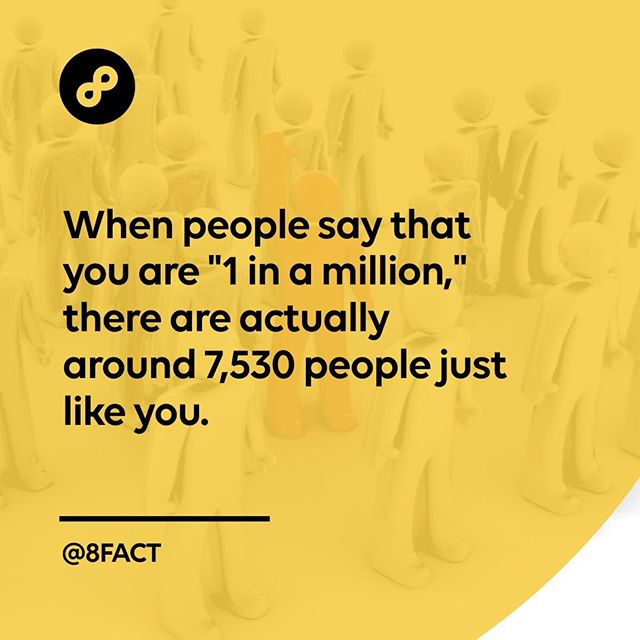 When people say that
you are "1 in a million,"
there are actually
around 7,530 people just
like you.
@8FACT